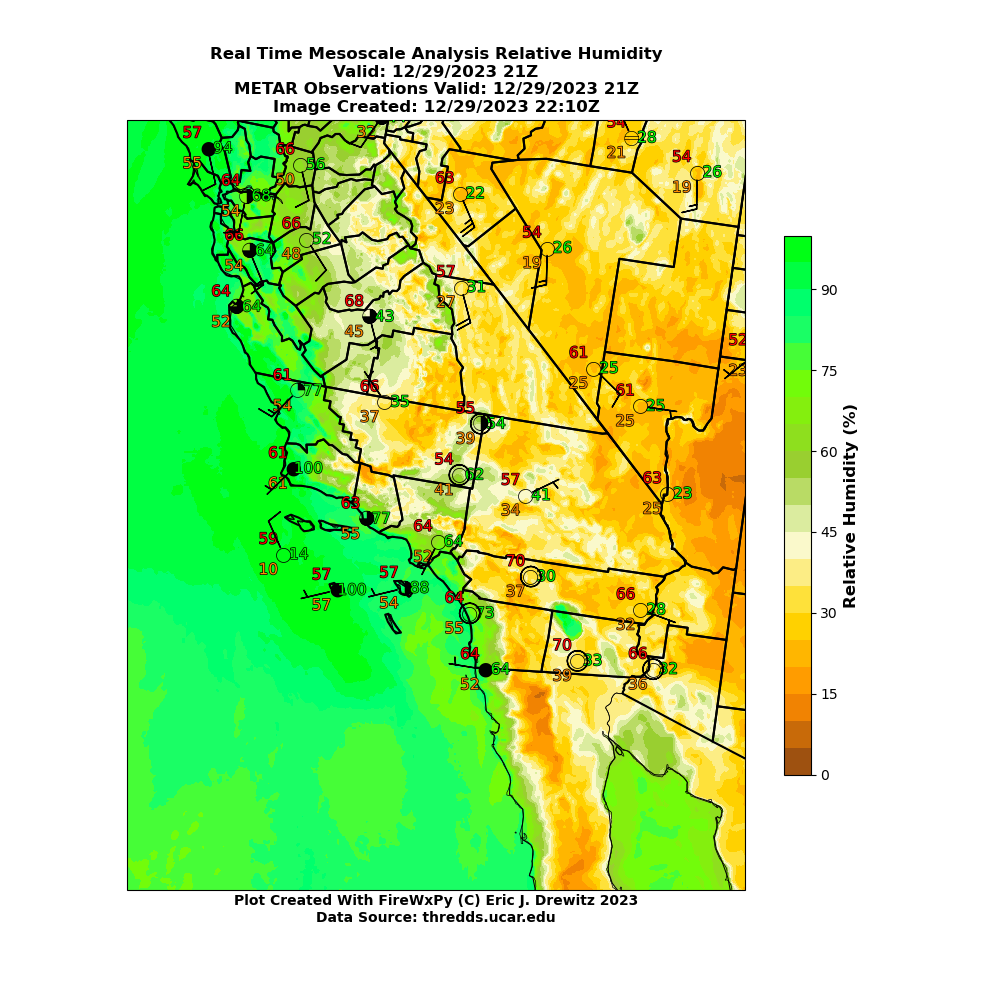 Real Time Mesoscale Analysis Relative Humidity
Valid: 12/29/2023 21Z
METAR Observations Valid: 12/29/2023 21Z
Image Created: 12/29/2023 22:10Z
57 94 55
66 56 50
32
54 28 21
54 26 19
64 68 54
63 22 23
66 64 54
66 52 48
54 26 19
57 31 27
64 64 52
68 43 45
52 23
61 25 25
61 25 25
61 77 54
66 35 37
55 54 39
61 100 61
54 62 41
57 41 34
63 23 25
63 77 55
64 64 52
59 14 10
57 100 57
57 88 54
70 30 37
66 28 32
64 73 55
70 33 39
66 32 36
64 64 52
90
75
60
45
30
15
0
Relative Humidity (%)
Plot Created With FireWxPy (C) Eric J. Drewitz 2023
Data Source: thredds.ucar.edu